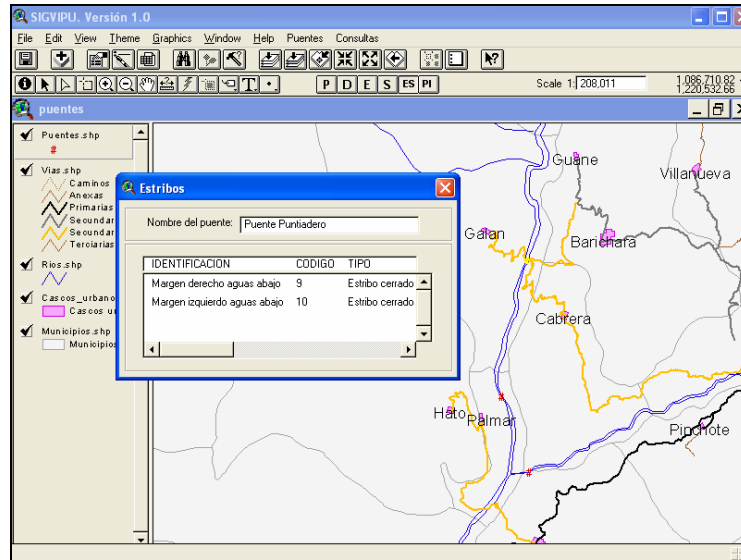 SIGVIPU. Versión 1.0
File Edit View Theme Graphics Window Help Puentes Consultas
P D E S ES PI Scale 1: 208,011 1,086,710.82
1,220,532.66
puentes
Puentes.shp
Vias.shp
Caminos
Anexas
Primarias
Secundar
Secundar
Terciarias
Rios.shp
Cascos_urbano
Cascos u
Municipios.shp
Municipios
Estribos
Nombre del puente: Puente Puntiadero
IDENTIFICACION CODIGO TIPO
Margen derecho aguas abajo 9 Estribo cerrado
Margen izquierdo aguas abajo 10 Estribo cerrado
Guane
Villanueva
Galan
Barichara
Cabrera
Hato
Palmar
Pinchote